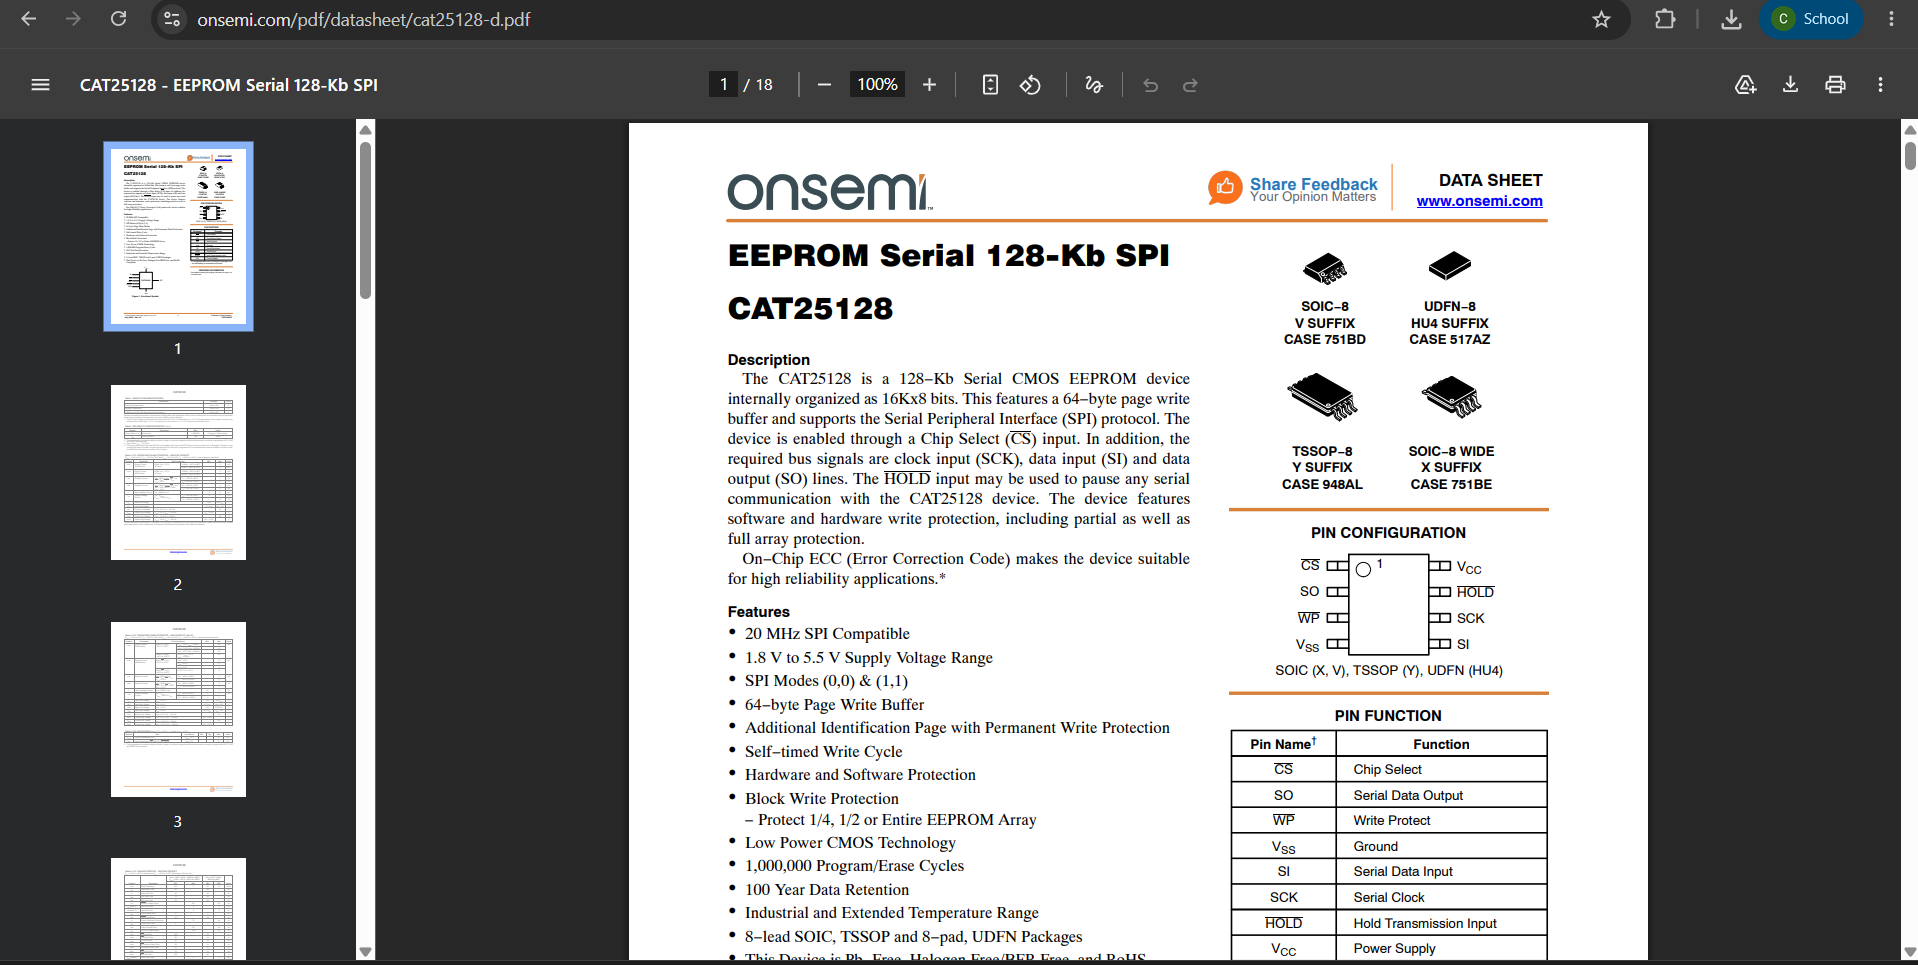 onsemi.com/pdf/datasheet/cat25128-d.pdf
C School
CAT25128 - EEPROM Serial 128-Kb SPI
1 / 18
100%
1
2
3
onsemi
Share Feedback
Your Opinion Matters
DATA SHEET
www.onsemi.com
EEPROM Serial 128-Kb SPI
CAT25128
Description
The CAT25128 is a 128−Kb Serial CMOS EEPROM device
internally organized as 16Kx8 bits. This features a 64−byte page write
buffer and supports the Serial Peripheral Interface (SPI) protocol. The
device is enabled through a Chip Select (CS) input. In addition, the
required bus signals are clock input (SCK), data input (SI) and data
output (SO) lines. The HOLD input may be used to pause any serial
communication with the CAT25128 device. The device features
software and hardware write protection, including partial as well as
full array protection.
On−Chip ECC (Error Correction Code) makes the device suitable
for high reliability applications.*
Features
• 20 MHz SPI Compatible
• 1.8 V to 5.5 V Supply Voltage Range
• SPI Modes (0,0) & (1,1)
• 64−byte Page Write Buffer
• Additional Identification Page with Permanent Write Protection
• Self−timed Write Cycle
• Hardware and Software Protection
• Block Write Protection
− Protect 1/4, 1/2 or Entire EEPROM Array
• Low Power CMOS Technology
• 1,000,000 Program/Erase Cycles
• 100 Year Data Retention
• Industrial and Extended Temperature Range
• 8−lead SOIC, TSSOP and 8−pad, UDFN Packages
• This Device is Pb−Free, Halogen Free/BFR Free, and RoHS
SOIC−8
V SUFFIX
CASE 751BD
UDFN−8
HU4 SUFFIX
CASE 517AZ
TSSOP−8
Y SUFFIX
CASE 948AL
SOIC−8 WIDE
X SUFFIX
CASE 751BE
PIN CONFIGURATION
CS 1 VCC
SO HOLD
WP SCK
VSS SI
SOIC (X, V), TSSOP (Y), UDFN (HU4)
PIN FUNCTION
Pin Name† Function
CS Chip Select
SO Serial Data Output
WP Write Protect
VSS Ground
SI Serial Data Input
SCK Serial Clock
HOLD Hold Transmission Input
VCC Power Supply